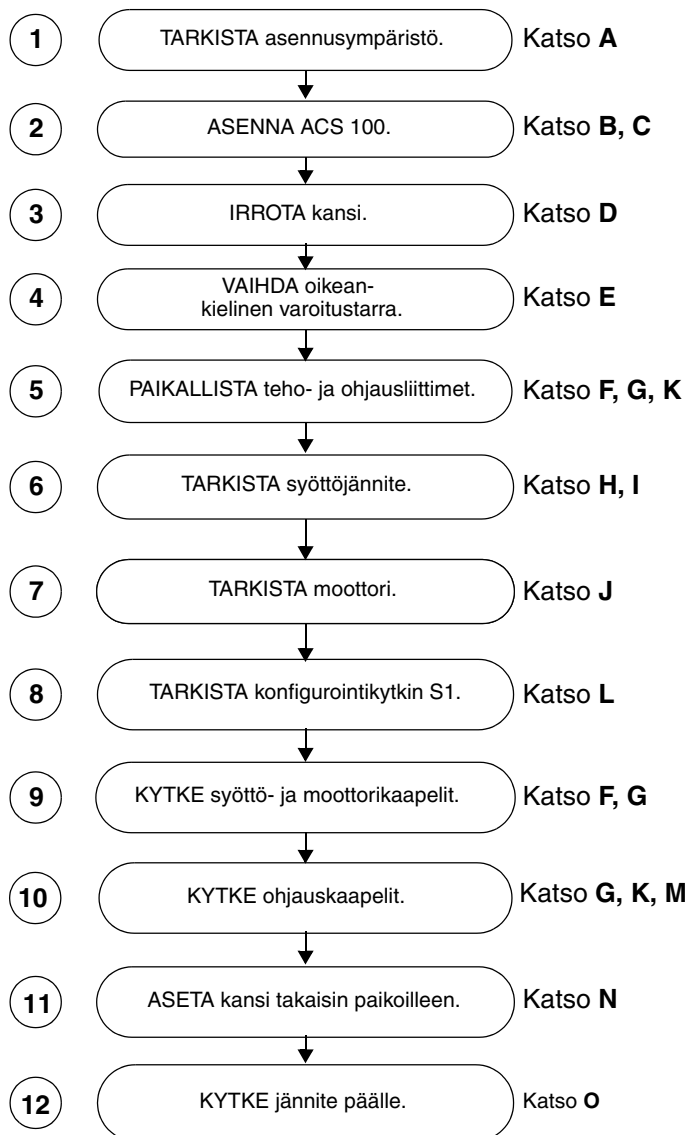 1 TARKISTA asennusympäristö. Katso A
2 ASENNA ACS 100. Katso B, C
3 IRROTA kansi. Katso D
4 VAIHDA oikean-
kielinen varoitustarra. Katso E
5 PAIKALLISTA teho- ja ohjausliittimet. Katso F, G, K
6 TARKISTA syöttöjännite. Katso H, I
7 TARKISTA moottori. Katso J
8 TARKISTA konfigurointikytkin S1. Katso L
9 KYTKE syöttö- ja moottorikaapelit. Katso F, G
10 KYTKE ohjauskaapelit. Katso G, K, M
11 ASETA kansi takaisin paikoilleen. Katso N
12 KYTKE jännite päälle. Katso O